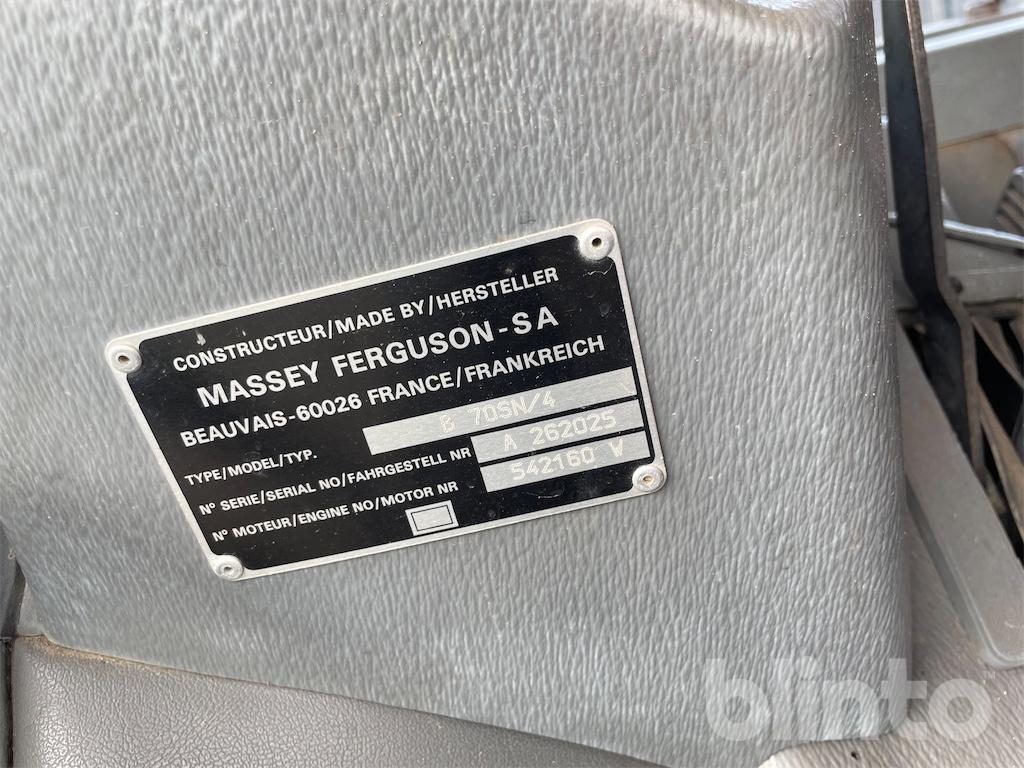 CONSTRUCTEUR/MADE BY/HERSTELLER
MASSEY FERGUSON-SA
BEAUVAIS-60026 FRANCE/FRANKREICH
TYPE/MODEL/TYP. B 70SN/4
Nº SERIE/SERIAL NO/FAHRGESTELL NR A 262025
Nº MOTEUR/ENGINE NO/MOTOR NR 542160 W
blinto